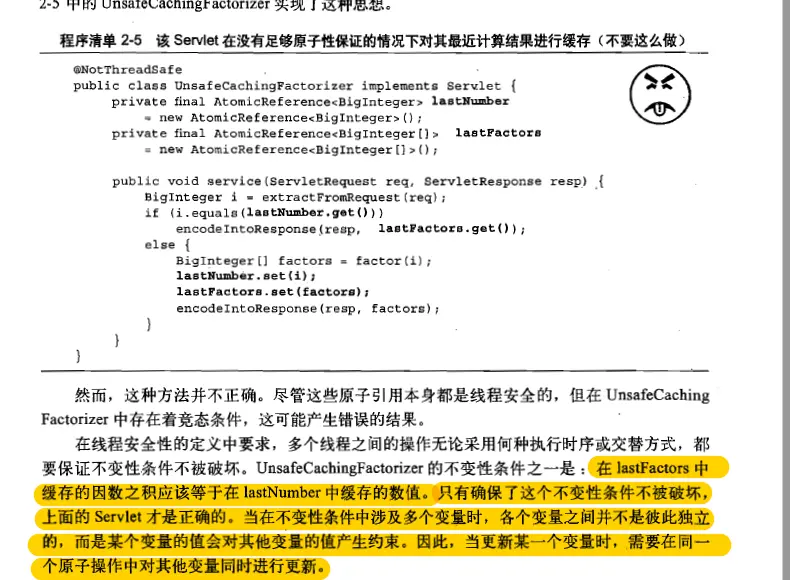 2-5 中的 UnsafeCachingFactorizer 实现了这种思想。
程序清单 2-5 该 Servlet 在没有足够原子性保证的情况下对其最近计算结果进行缓存（不要这么做）
@NotThreadSafe
public class UnsafeCachingFactorizer implements Servlet {
private final AtomicReference<BigInteger> lastNumber
= new AtomicReference<BigInteger>();
private final AtomicReference<BigInteger[]> lastFactors
= new AtomicReference<BigInteger[]>();
public void service(ServletRequest req, ServletResponse resp) {
BigInteger i = extractFromRequest(req);
if (i.equals(lastNumber.get()))
encodeIntoResponse(resp, lastFactors.get());
else {
BigInteger[] factors = factor(i);
lastNumber.set(i);
lastFactors.set(factors);
encodeIntoResponse(resp, factors);
}
}
}
然而，这种方法并不正确。尽管这些原子引用本身都是线程安全的，但在 UnsafeCaching
Factorizer 中存在着竞态条件，这可能产生错误的结果。
在线程安全性的定义中要求，多个线程之间的操作无论采用何种执行时序或交替方式，都
要保证不变性条件不被破坏。UnsafeCachingFactorizer 的不变性条件之一是：在 lastFactors 中
缓存的因数之积应该等于在 lastNumber 中缓存的数值。只有确保了这个不变性条件不被破坏，
上面的 Servlet 才是正确的。当在不变性条件中涉及多个变量时，各个变量之间并不是彼此独立
的，而是某个变量的值会对其他变量的值产生约束。因此，当更新某一个变量时，需要在同一
个原子操作中对其他变量同时进行更新。